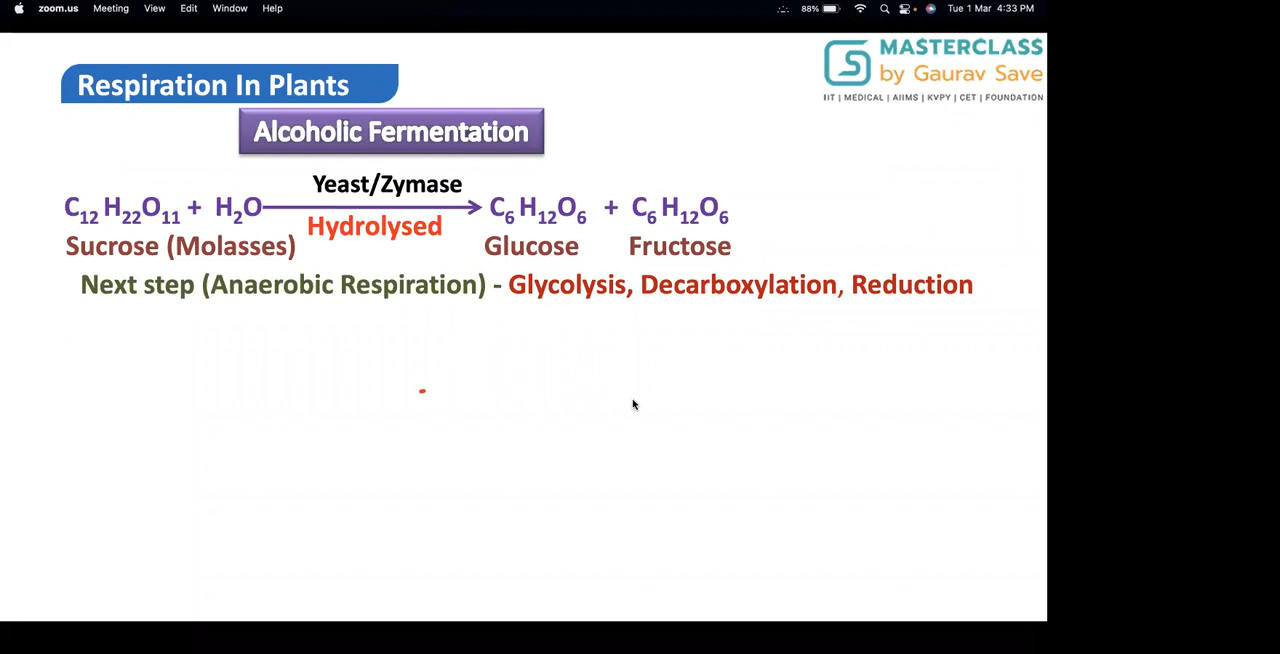 zoom.us Meeting View Edit Window Help 88% Tue 1 Mar 4:33 PM
MASTERCLASS
by Gaurav Save
IIT | MEDICAL | AIIMS | KVPY | CET | FOUNDATION
Respiration In Plants
Alcoholic Fermentation
Yeast/Zymase
C₁₂ H₂₂O₁₁ + H₂O → C₆ H₁₂O₆ + C₆ H₁₂O₆
Hydrolysed
Sucrose (Molasses) Glucose Fructose
Next step (Anaerobic Respiration) - Glycolysis, Decarboxylation, Reduction